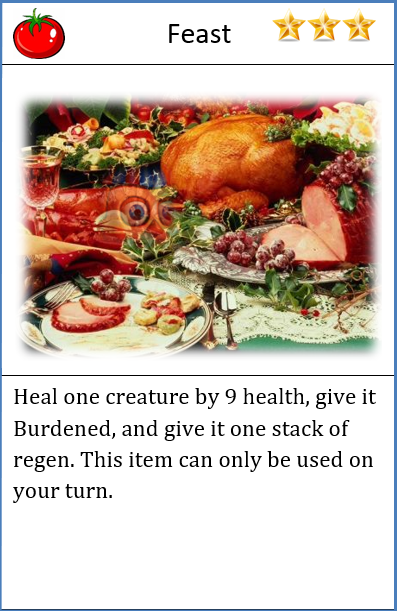 Feast
Heal one creature by 9 health, give it
Burdened, and give it one stack of
regen. This item can only be used on
your turn.